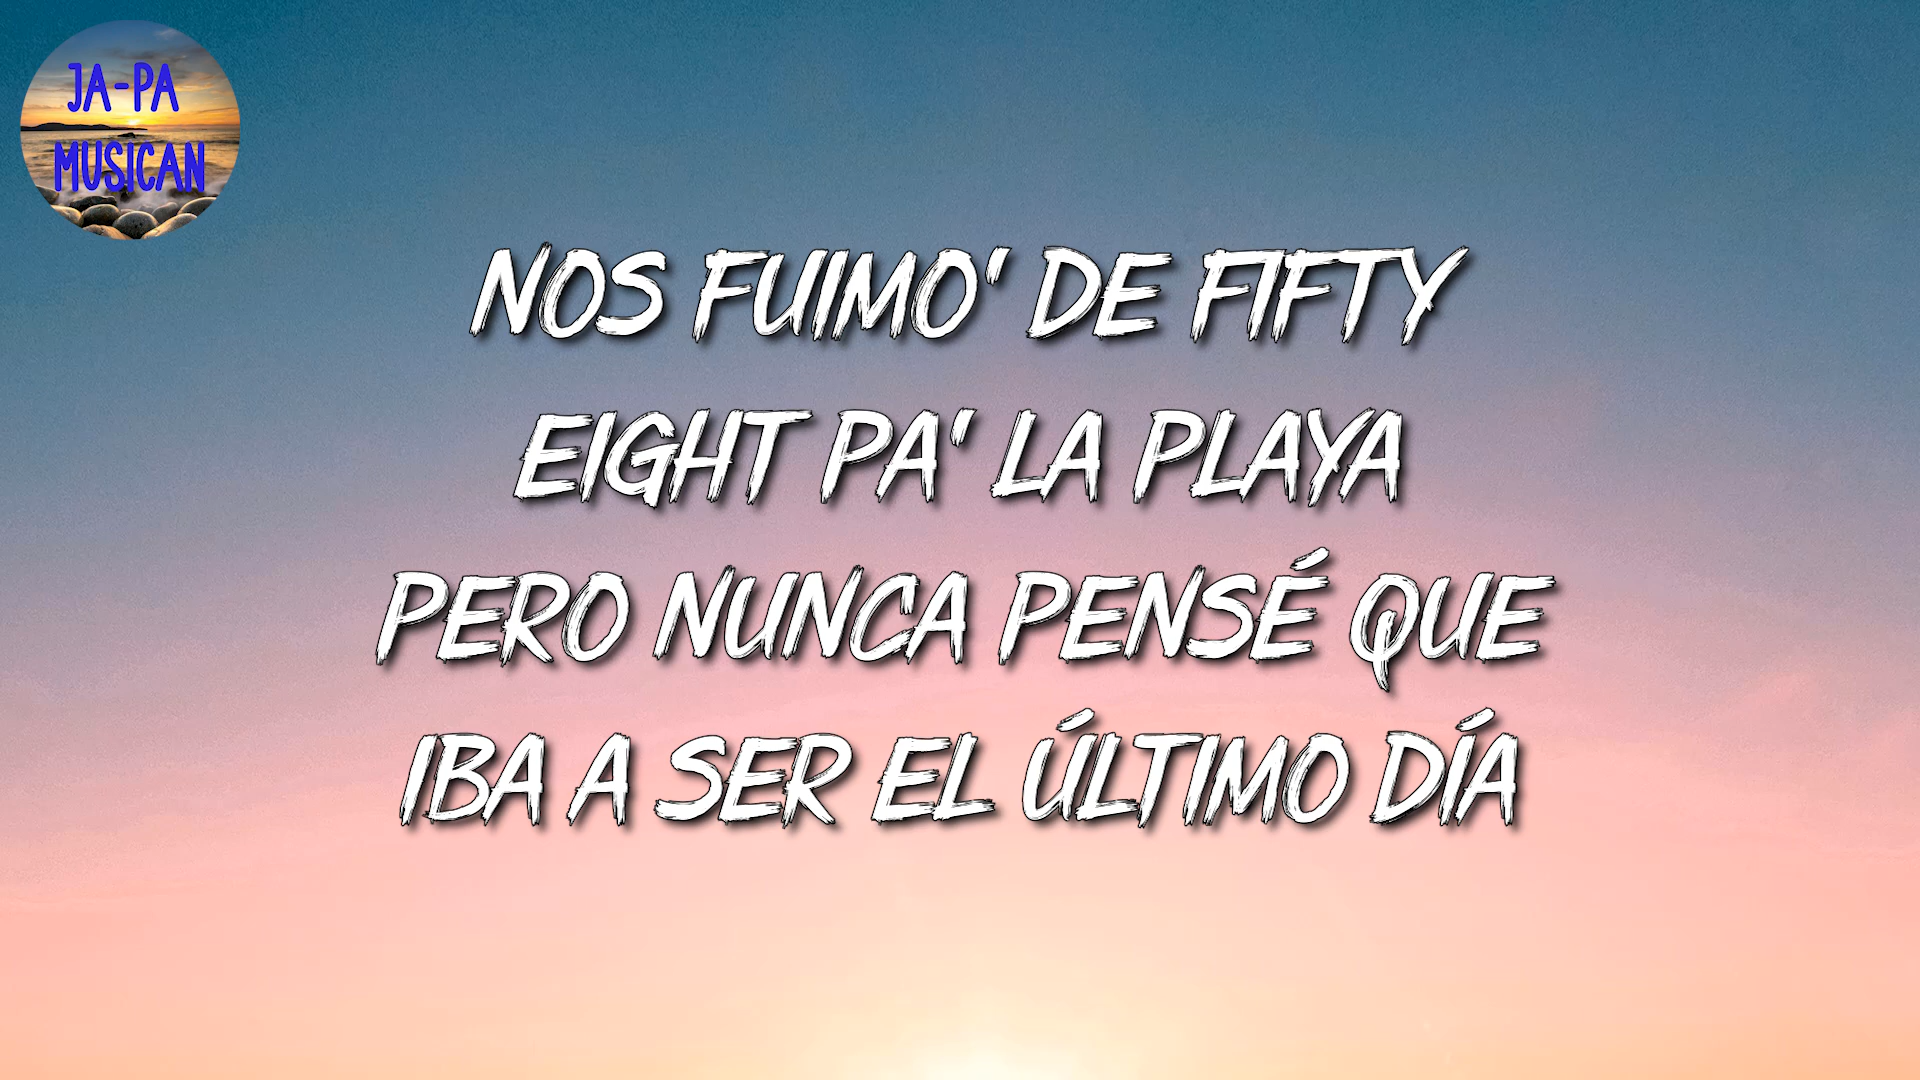 JA-PA
MUSICAN
NOS FUIMO' DE FIFTY
EIGHT PA' LA PLAYA
PERO NUNCA PENSÉ QUE
IBA A SER EL ÚLTIMO DÍA